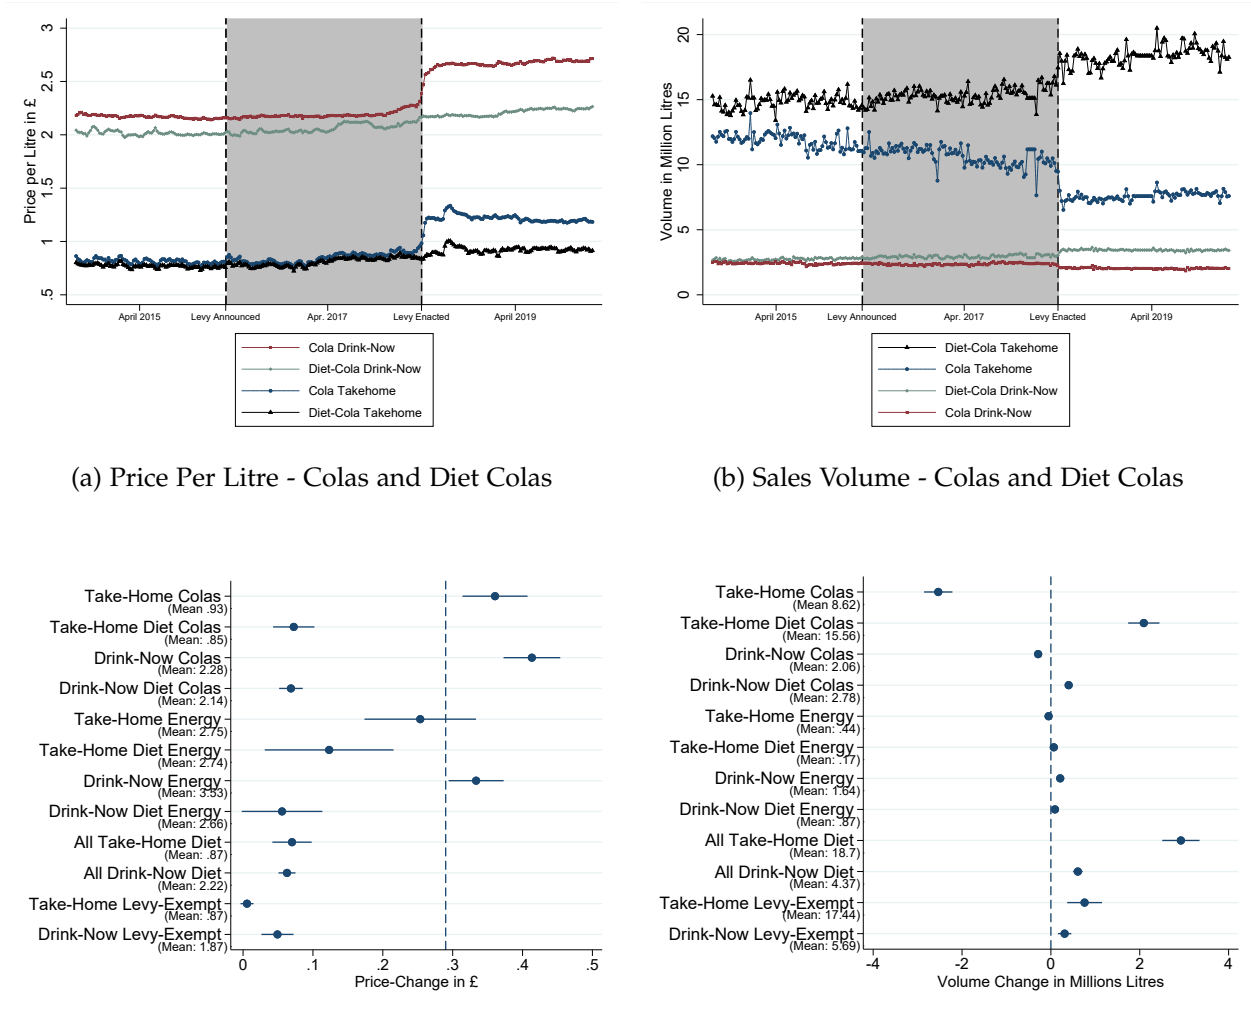 3
2.5
2
1.5
1
.5
Price per Litre in £
April 2015
Levy Announced
Apr. 2017
Levy Enacted
April 2019
Cola Drink-Now
Diet-Cola Drink-Now
Cola Takehome
Diet-Cola Takehome
(a) Price Per Litre - Colas and Diet Colas
20
15
10
5
0
Volume in Million Litres
April 2015
Levy Announced
Apr. 2017
Levy Enacted
April 2019
Diet-Cola Takehome
Cola Takehome
Diet-Cola Drink-Now
Cola Drink-Now
(b) Sales Volume - Colas and Diet Colas
Take-Home Colas
(Mean .93)
Take-Home Diet Colas
(Mean: .85)
Drink-Now Colas
(Mean: 2.28)
Drink-Now Diet Colas
(Mean: 2.14)
Take-Home Energy
(Mean: 2.75)
Take-Home Diet Energy
(Mean: 2.74)
Drink-Now Energy
(Mean: 3.53)
Drink-Now Diet Energy
(Mean: 2.66)
All Take-Home Diet
(Mean: .87)
All Drink-Now Diet
(Mean: 2.22)
Take-Home Levy-Exempt
(Mean: .87)
Drink-Now Levy-Exempt
(Mean: 1.87)
0 .1 .2 .3 .4 .5
Price-Change in £
Take-Home Colas
(Mean 8.62)
Take-Home Diet Colas
(Mean: 15.56)
Drink-Now Colas
(Mean: 2.06)
Drink-Now Diet Colas
(Mean: 2.78)
Take-Home Energy
(Mean: .44)
Take-Home Diet Energy
(Mean: .17)
Drink-Now Energy
(Mean: 1.64)
Drink-Now Diet Energy
(Mean: .87)
All Take-Home Diet
(Mean: 18.7)
All Drink-Now Diet
(Mean: 4.37)
Take-Home Levy-Exempt
(Mean: 17.44)
Drink-Now Levy-Exempt
(Mean: 5.69)
-4 -2 0 2 4
Volume Change in Millions Litres